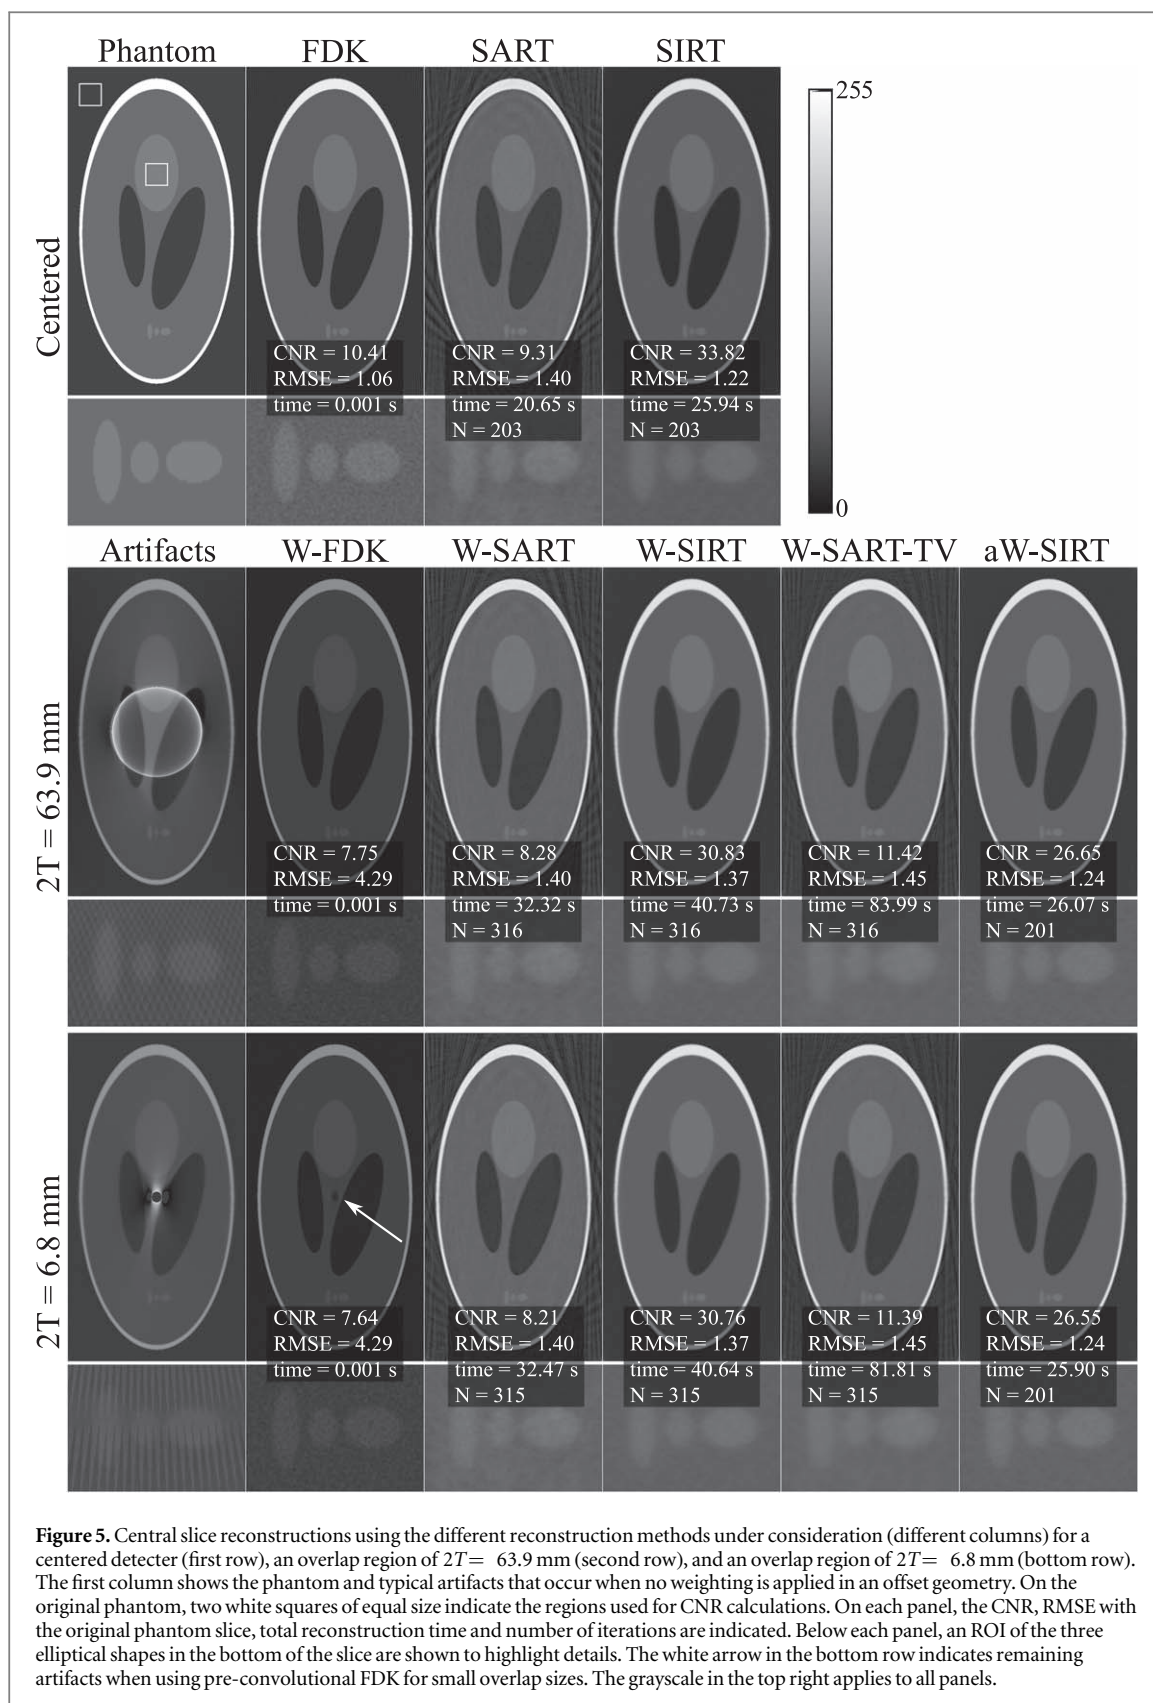 Phantom FDK SART SIRT
255
0
Centered
CNR = 10.41
RMSE = 1.06
time = 0.001 s
CNR = 9.31
RMSE = 1.40
time = 20.65 s
N = 203
CNR = 33.82
RMSE = 1.22
time = 25.94 s
N = 203
Artifacts W-FDK W-SART W-SIRT W-SART-TV aW-SIRT
2T = 63.9 mm
CNR = 7.75
RMSE = 4.29
time = 0.001 s
CNR = 8.28
RMSE = 1.40
time = 32.32 s
N = 316
CNR = 30.83
RMSE = 1.37
time = 40.73 s
N = 316
CNR = 11.42
RMSE = 1.45
time = 83.99 s
N = 316
CNR = 26.65
RMSE = 1.24
time = 26.07 s
N = 201
2T = 6.8 mm
CNR = 7.64
RMSE = 4.29
time = 0.001 s
CNR = 8.21
RMSE = 1.40
time = 32.47 s
N = 315
CNR = 30.76
RMSE = 1.37
time = 40.64 s
N = 315
CNR = 11.39
RMSE = 1.45
time = 81.81 s
N = 315
CNR = 26.55
RMSE = 1.24
time = 25.90 s
N = 201
Figure 5. Central slice reconstructions using the different reconstruction methods under consideration (different columns) for a
centered detecter (first row), an overlap region of 2T = 63.9 mm (second row), and an overlap region of 2T = 6.8 mm (bottom row).
The first column shows the phantom and typical artifacts that occur when no weighting is applied in an offset geometry. On the
original phantom, two white squares of equal size indicate the regions used for CNR calculations. On each panel, the CNR, RMSE with
the original phantom slice, total reconstruction time and number of iterations are indicated. Below each panel, an ROI of the three
elliptical shapes in the bottom of the slice are shown to highlight details. The white arrow in the bottom row indicates remaining
artifacts when using pre-convolutional FDK for small overlap sizes. The grayscale in the top right applies to all panels.